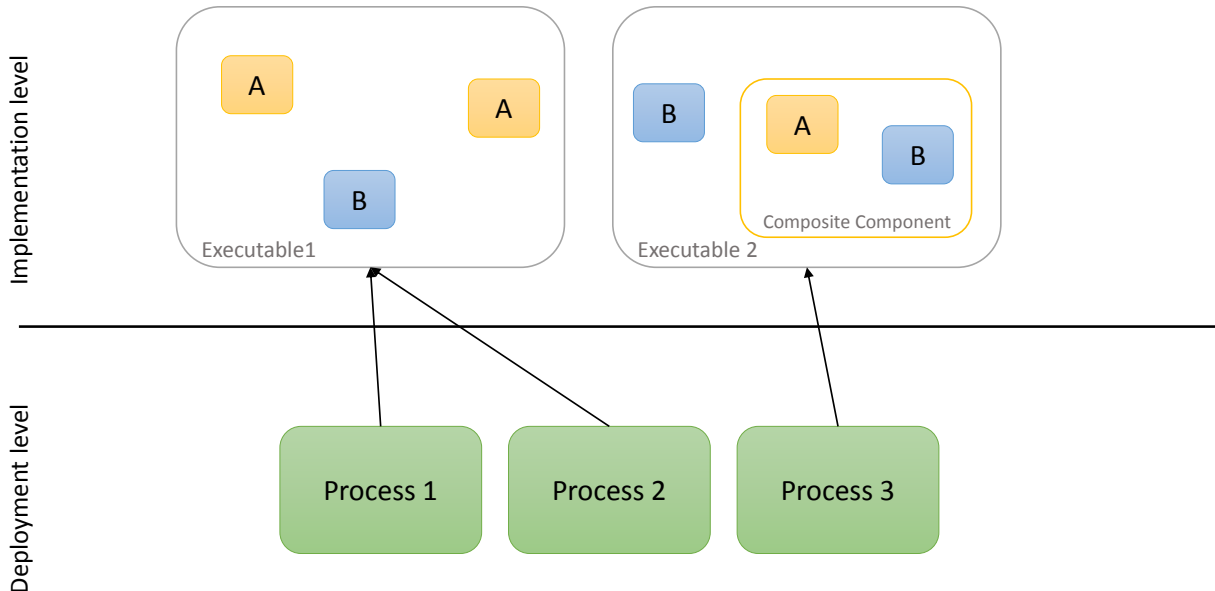 Implementation level
A
A
B
Executable1
B
A
B
Composite Component
Executable 2
Deployment level
Process 1
Process 2
Process 3